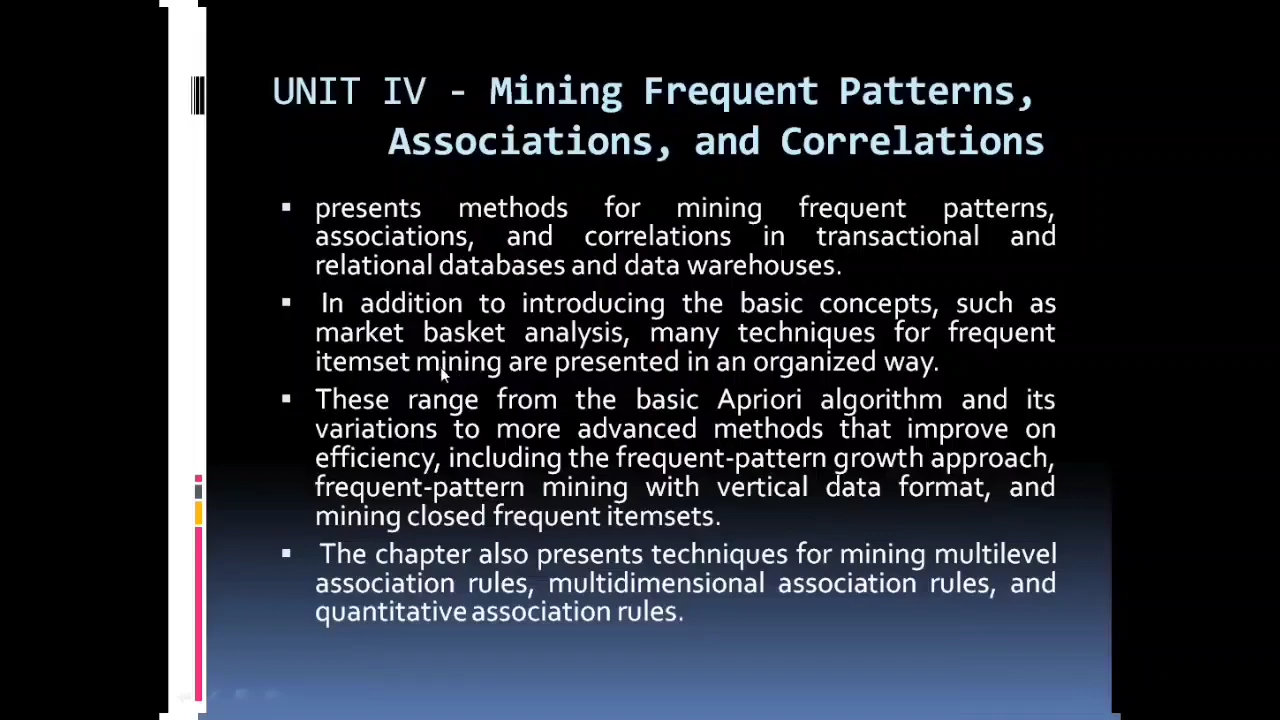 UNIT IV - Mining Frequent Patterns,
Associations, and Correlations
▪ presents methods for mining frequent patterns,
associations, and correlations in transactional and
relational databases and data warehouses.
▪ In addition to introducing the basic concepts, such as
market basket analysis, many techniques for frequent
itemset mining are presented in an organized way.
▪ These range from the basic Apriori algorithm and its
variations to more advanced methods that improve on
efficiency, including the frequent-pattern growth approach,
frequent-pattern mining with vertical data format, and
mining closed frequent itemsets.
▪ The chapter also presents techniques for mining multilevel
association rules, multidimensional association rules, and
quantitative association rules.